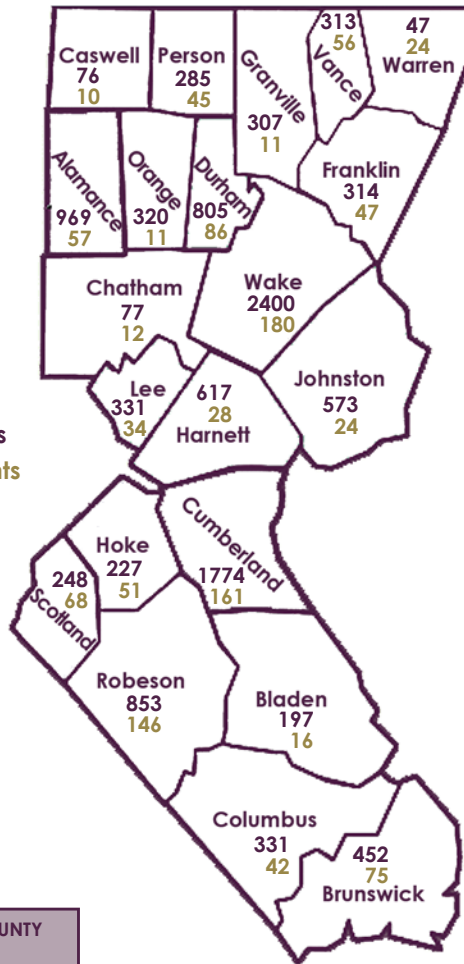 Caswell
76
10
Person
285
45
Granville
307
11
313
56
Vance
47
24
Warren
Alamance
969
57
Orange
320
11
Durham
805
86
Franklin
314
47
Chatham
77
12
Wake
2400
180
Lee
331
34
617
28
Harnett
Johnston
573
24
s
nts
Hoke
227
51
Cumberland
1774
161
248
68
Scotland
Robeson
853
146
Bladen
197
16
Columbus
331
42
452
75
Brunswick
UNTY